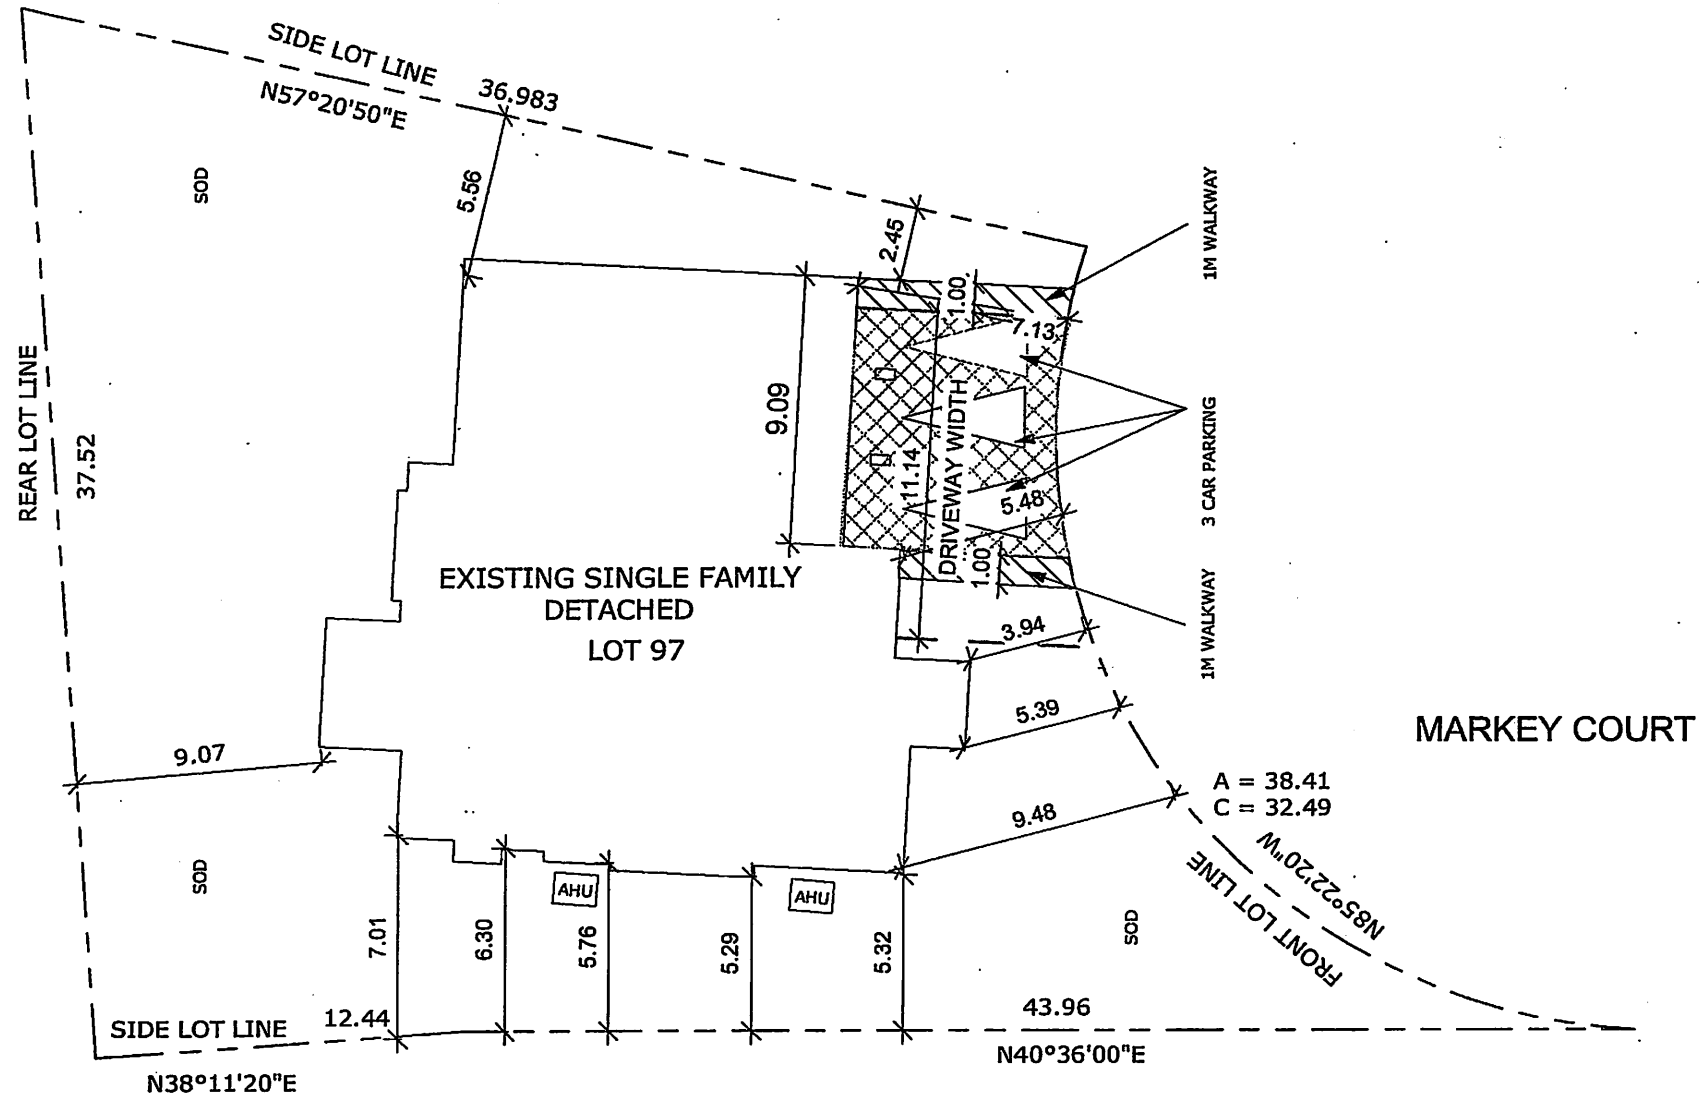 SIDE LOT LINE
36.983
N57°20'50"E
SOD
5.56
2.45
1M WALKWAY
1.00
7.13
REAR LOT LINE
37.52
9.09
DRIVEWAY WIDTH
11.14
3 CAR PARKING
5.48
1.00
EXISTING SINGLE FAMILY
DETACHED
LOT 97
3.94
1M WALKWAY
5.39
MARKEY COURT
9.07
A = 38.41
C = 32.49
9.48
N85°22'20"W
FRONT LOT LINE
SOD
AHU
AHU
SOD
7.01
6.30
5.76
5.29
5.32
SIDE LOT LINE
12.44
43.96
N40°36'00"E
N38°11'20"E